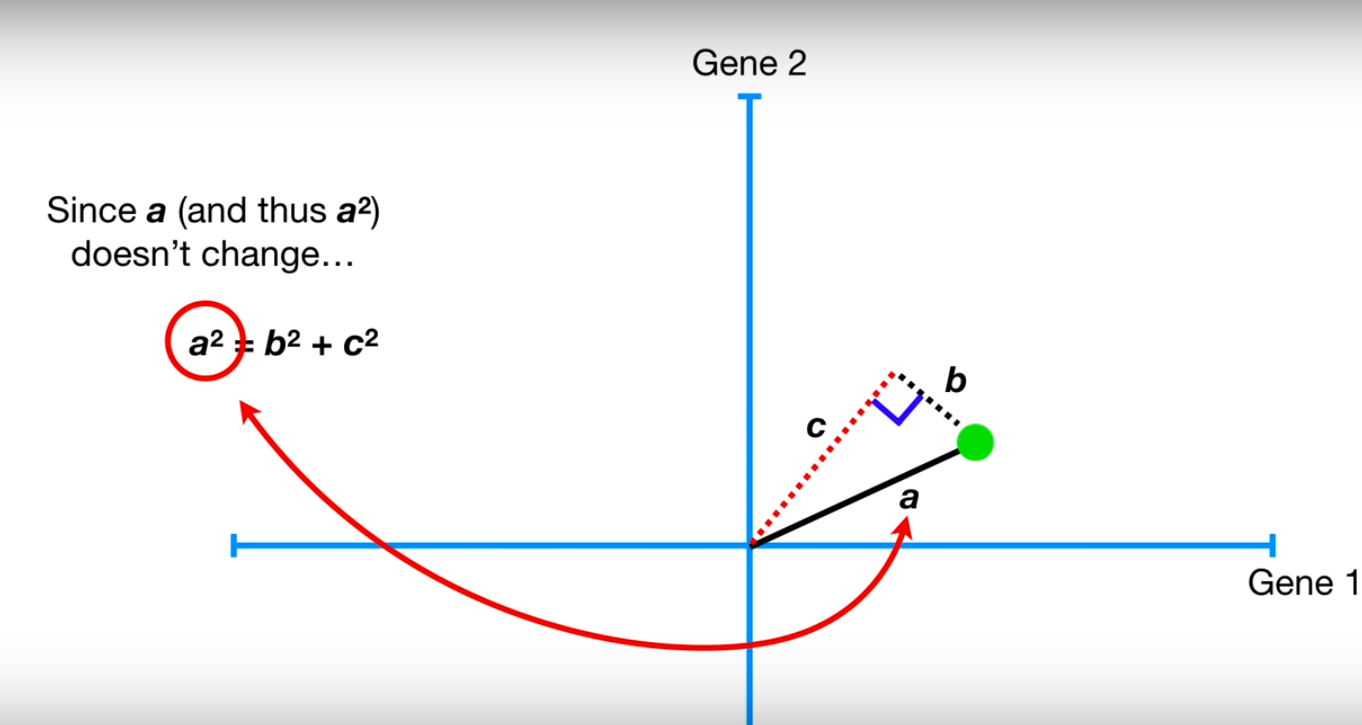 Gene 2
Since a (and thus a²)
doesn't change…
a² = b² + c²
b
c
a
Gene 1